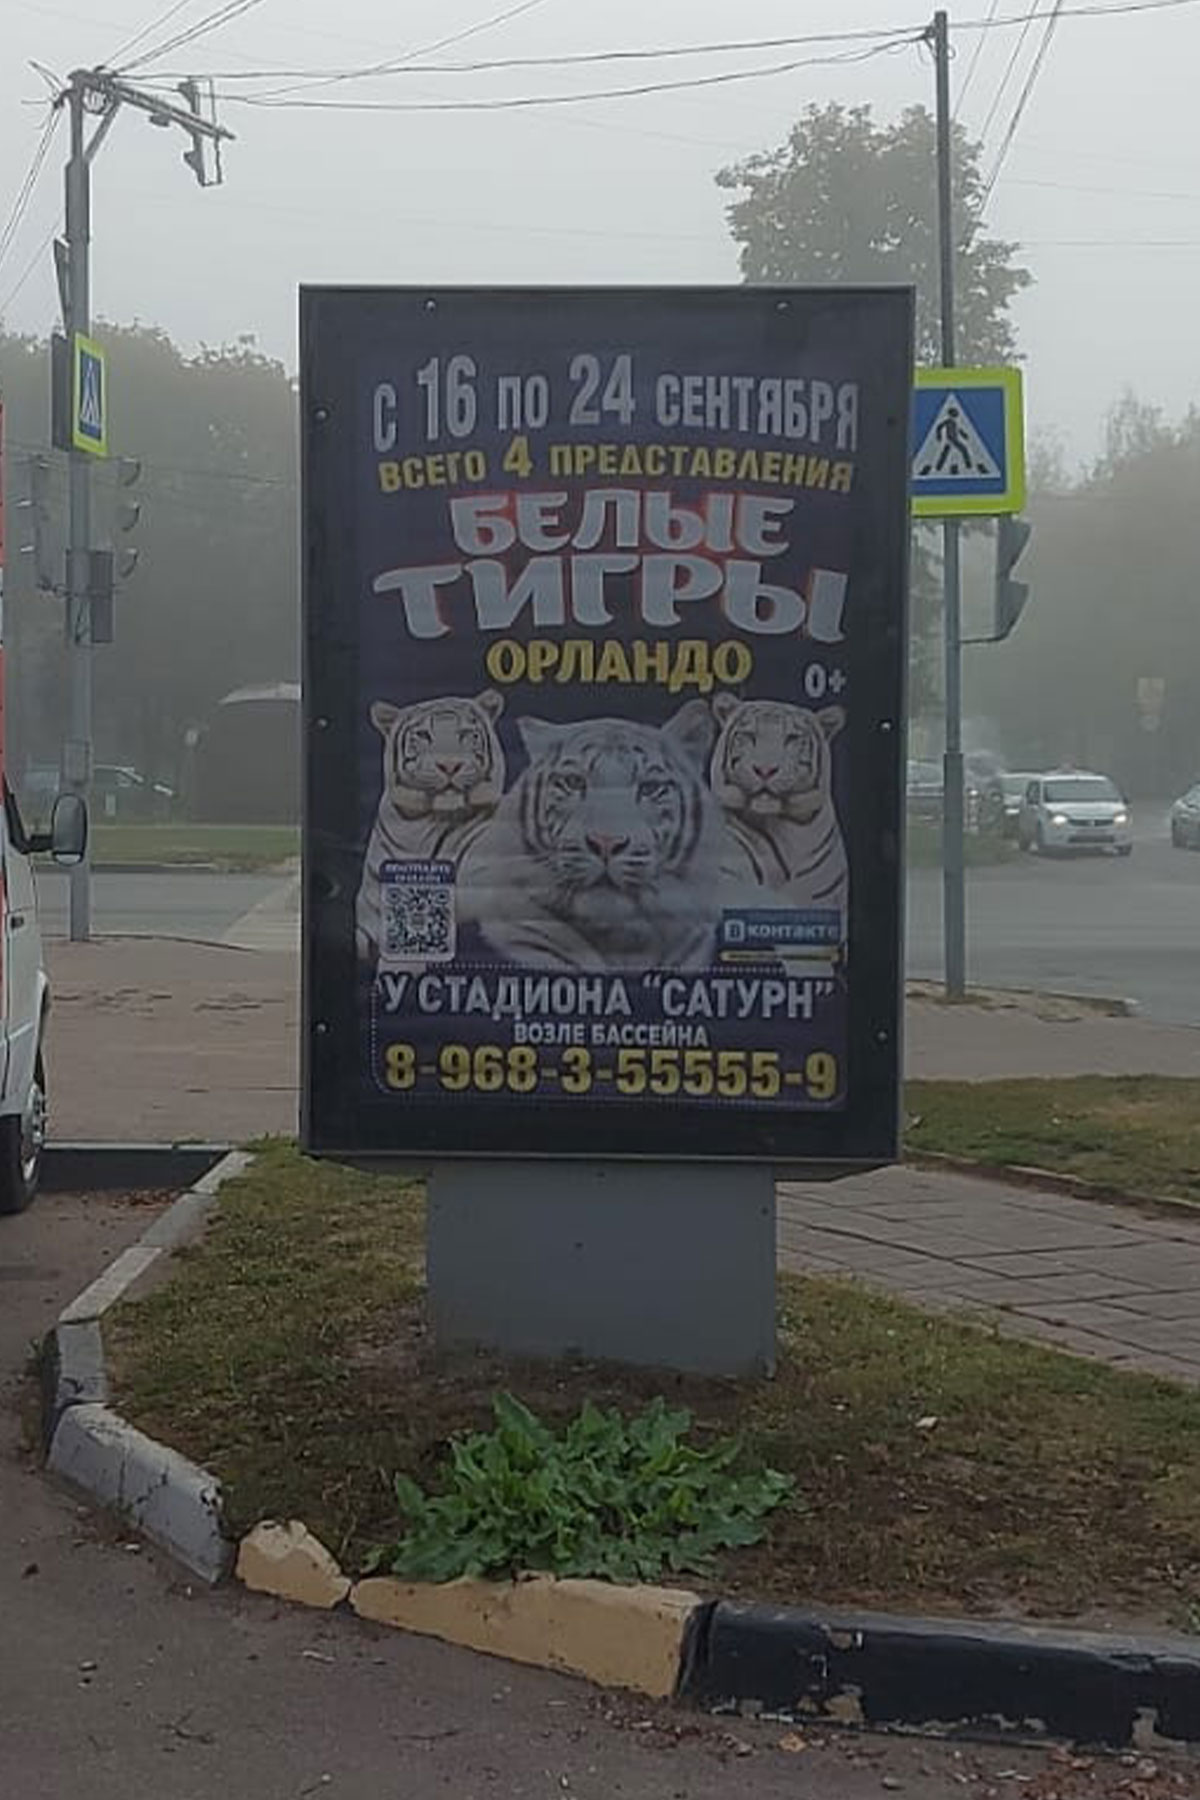 С 16 ПО 24 СЕНТЯБРЯ
ВСЕГО 4 ПРЕДСТАВЛЕНИЯ
БЕЛЫЕ
ТИГРЫ
ОРЛАНДО
0+
ВКОНТАКТЕ
У СТАДИОНА "САТУРН"
ВОЗЛЕ БАССЕЙНА
8-968-3-55555-9